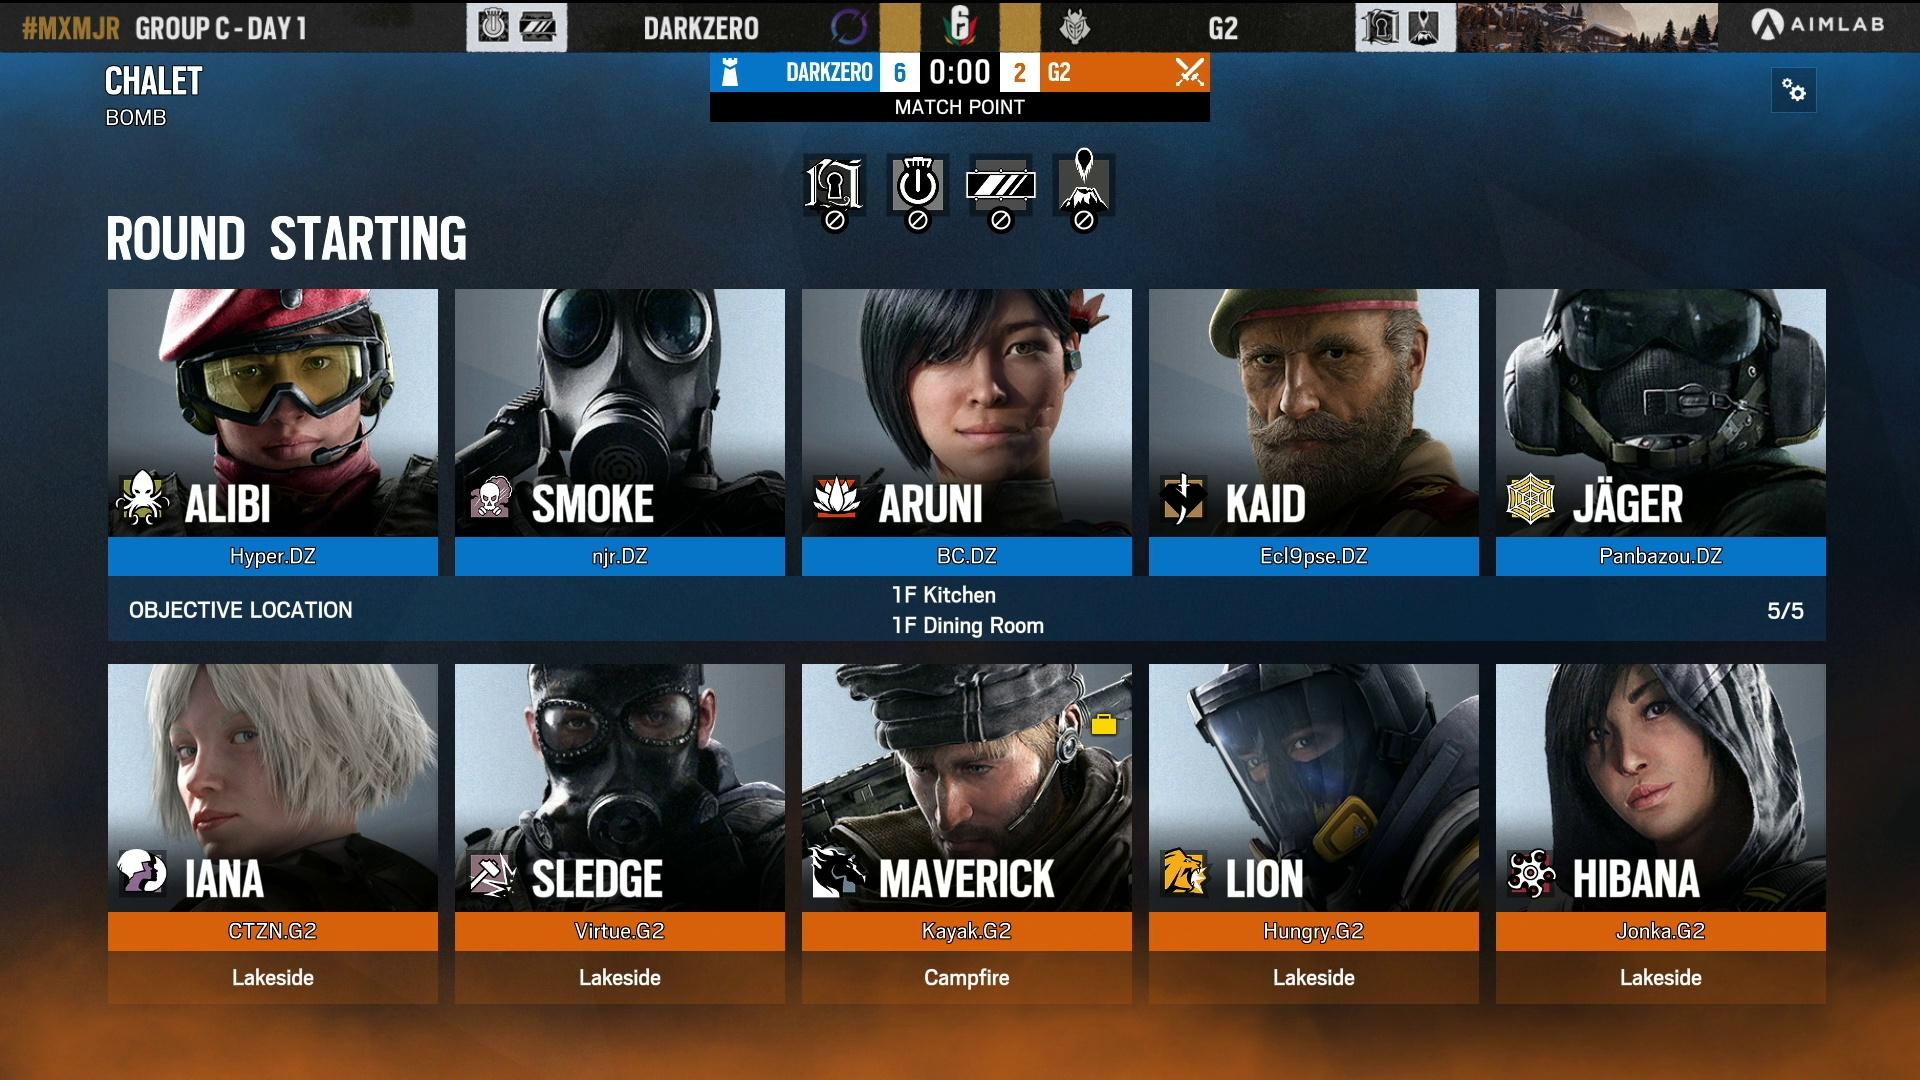 #MXMJR GROUP C - DAY 1
DARKZERO
6
G2
AIMLAB
CHALET
BOMB
DARKZERO 6 0:00 2 G2
MATCH POINT
ROUND STARTING
ALIBI
SMOKE
ARUNI
KAID
JÄGER
Hyper.DZ
njr.DZ
BC.DZ
Ecl9pse.DZ
Panbazou.DZ
OBJECTIVE LOCATION
1F Kitchen
1F Dining Room
5/5
IANA
SLEDGE
MAVERICK
LION
HIBANA
CTZN.G2
Virtue.G2
Kayak.G2
Hungry.G2
Jonka.G2
Lakeside
Lakeside
Campfire
Lakeside
Lakeside